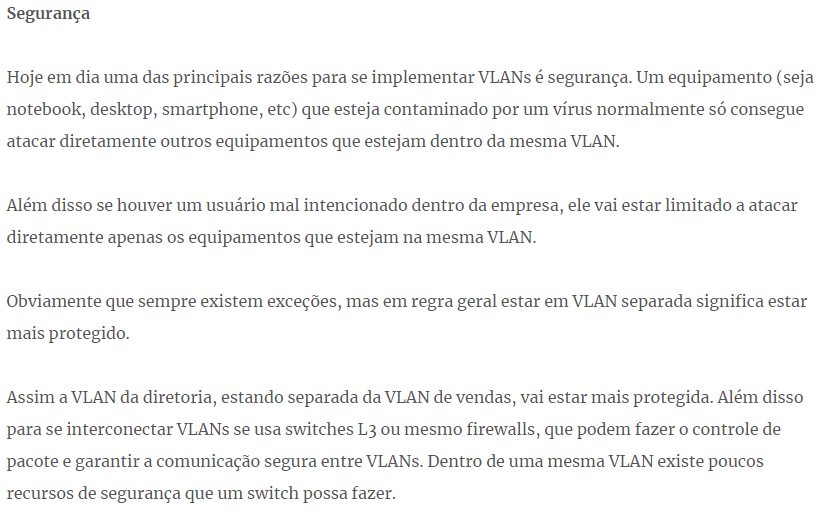 Segurança
Hoje em dia uma das principais razões para se implementar VLANs é segurança. Um equipamento (seja
notebook, desktop, smartphone, etc) que esteja contaminado por um vírus normalmente só consegue
atacar diretamente outros equipamentos que estejam dentro da mesma VLAN.
Além disso se houver um usuário mal intencionado dentro da empresa, ele vai estar limitado a atacar
diretamente apenas os equipamentos que estejam na mesma VLAN.
Obviamente que sempre existem exceções, mas em regra geral estar em VLAN separada significa estar
mais protegido.
Assim a VLAN da diretoria, estando separada da VLAN de vendas, vai estar mais protegida. Além disso
para se interconectar VLANs se usa switches L3 ou mesmo firewalls, que podem fazer o controle de
pacote e garantir a comunicação segura entre VLANs. Dentro de uma mesma VLAN existe poucos
recursos de segurança que um switch possa fazer.